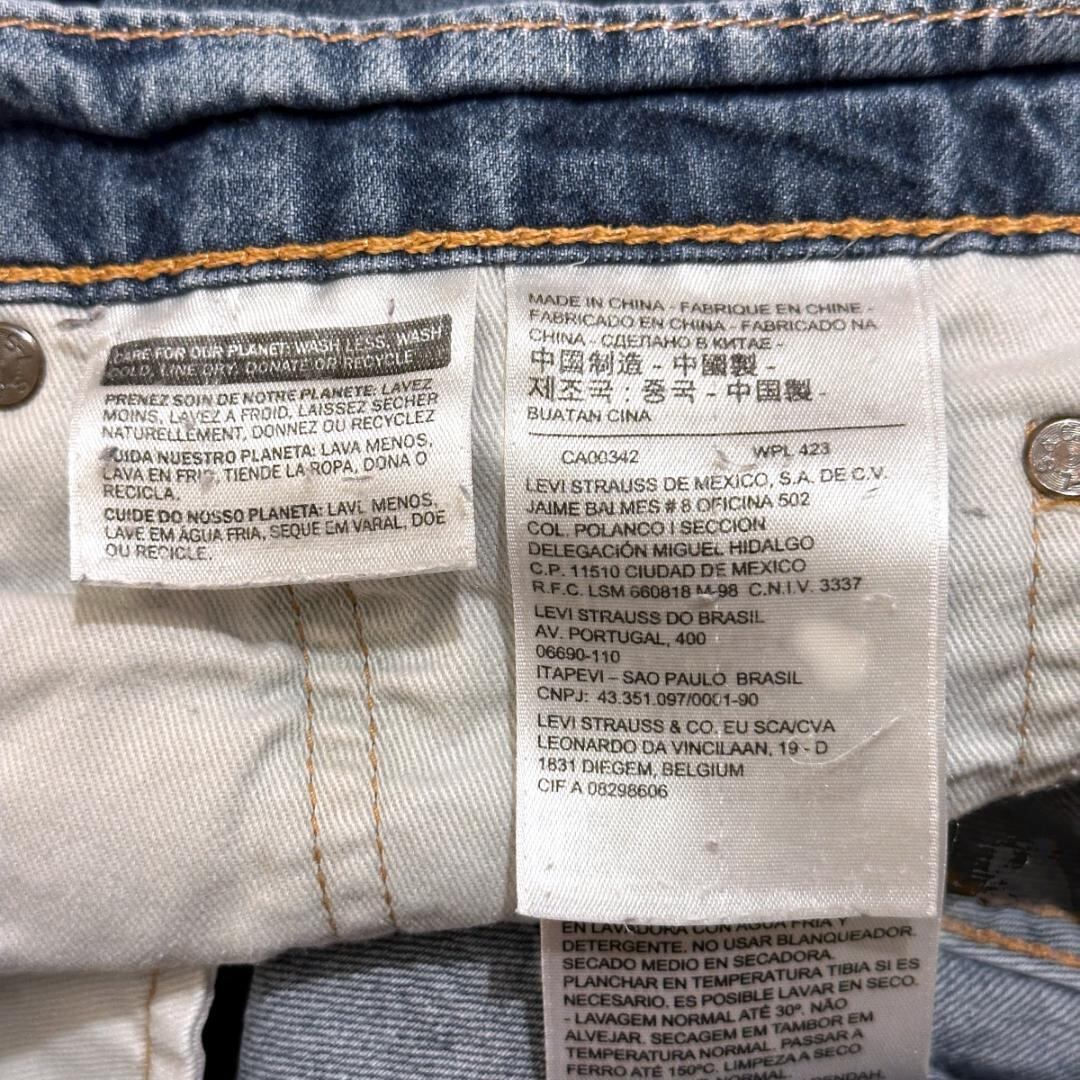 CARE FOR OUR PLANET: WASH LESS, WASH
COLD, LINE DRY, DONATE OR RECYCLE
PRENEZ SOIN DE NOTRE PLANETE: LAVEZ
MOINS, LAVEZ A FROID, LAISSEZ SECHER
NATURELLEMENT, DONNEZ OU RECYCLEZ
CUIDA NUESTRO PLANETA: LAVA MENOS,
LAVA EN FRIO, TIENDE LA ROPA, DONA O
RECICLA.
CUIDE DO NOSSO PLANETA: LAVE MENOS,
LAVE EM ÁGUA FRIA, SEQUE EM VARAL, DOE
OU RECICLE.
MADE IN CHINA - FABRIQUE EN CHINE -
FABRICADO EN CHINA - FABRICADO NA
CHINA - СДЕЛАНО В КИТАЕ -
中国制造 - 中國製 -
제조국 : 중국 - 中国製 -
BUATAN CINA
CA00342 WPL 423
LEVI STRAUSS DE MEXICO, S.A. DE C.V.
JAIME BALMES # 8 OFICINA 502
COL. POLANCO I SECCION
DELEGACIÓN MIGUEL HIDALGO
C.P. 11510 CIUDAD DE MEXICO
R.F.C. LSM 660818 M-98 C.N.I.V. 3337
LEVI STRAUSS DO BRASIL
AV. PORTUGAL, 400
06690-110
ITAPEVI – SAO PAULO BRASIL
CNPJ: 43.351.097/0001-90
LEVI STRAUSS & CO. EU SCA/CVA
LEONARDO DA VINCILAAN, 19 - D
1831 DIEGEM, BELGIUM
CIF A 08298606
EN LAVADORA CON AGUA FRIA Y
DETERGENTE. NO USAR BLANQUEADOR.
SECADO MEDIO EN SECADORA.
PLANCHAR EN TEMPERATURA TIBIA SI ES
NECESARIO. ES POSIBLE LAVAR EN SECO.
- LAVAGEM NORMAL ATÉ 30º. NÃO
ALVEJAR. SECAGEM EM TAMBOR EM
TEMPERATURA NORMAL. PASSAR A
FERRO ATÉ 150ºC. LIMPEZA A SECO